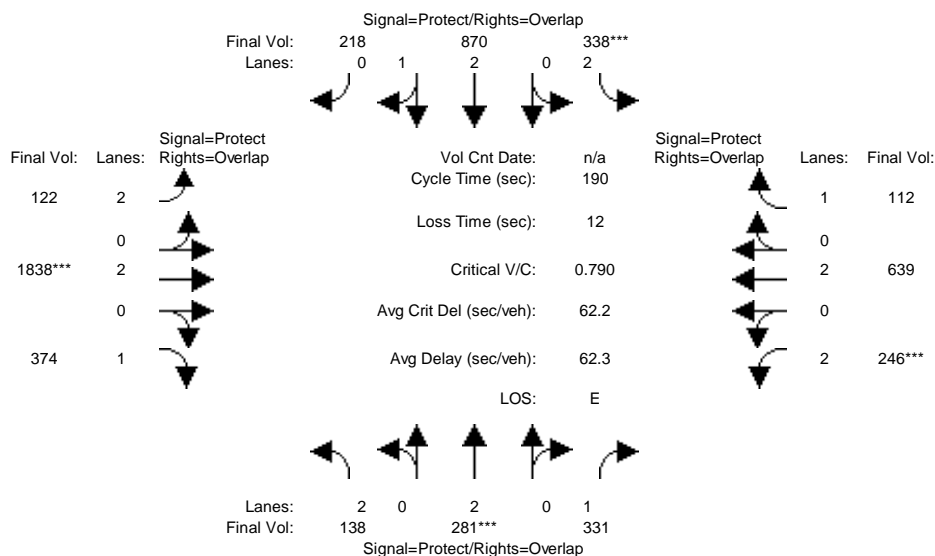 Signal=Protect/Rights=Overlap
Final Vol: 218 870 338***
Lanes: 0 1 2 0 2
Signal=Protect
Final Vol: Lanes: Rights=Overlap
Vol Cnt Date: n/a
Signal=Protect
Rights=Overlap Lanes: Final Vol:
Cycle Time (sec): 190
122 2
1 112
Loss Time (sec): 12
0
0
1838*** 2
Critical V/C: 0.790
2 639
0
Avg Crit Del (sec/veh): 62.2
0
374 1
Avg Delay (sec/veh): 62.3
2 246***
LOS: E
Lanes: 2 0 2 0 1
Final Vol: 138 281*** 331
Signal=Protect/Rights=Overlap